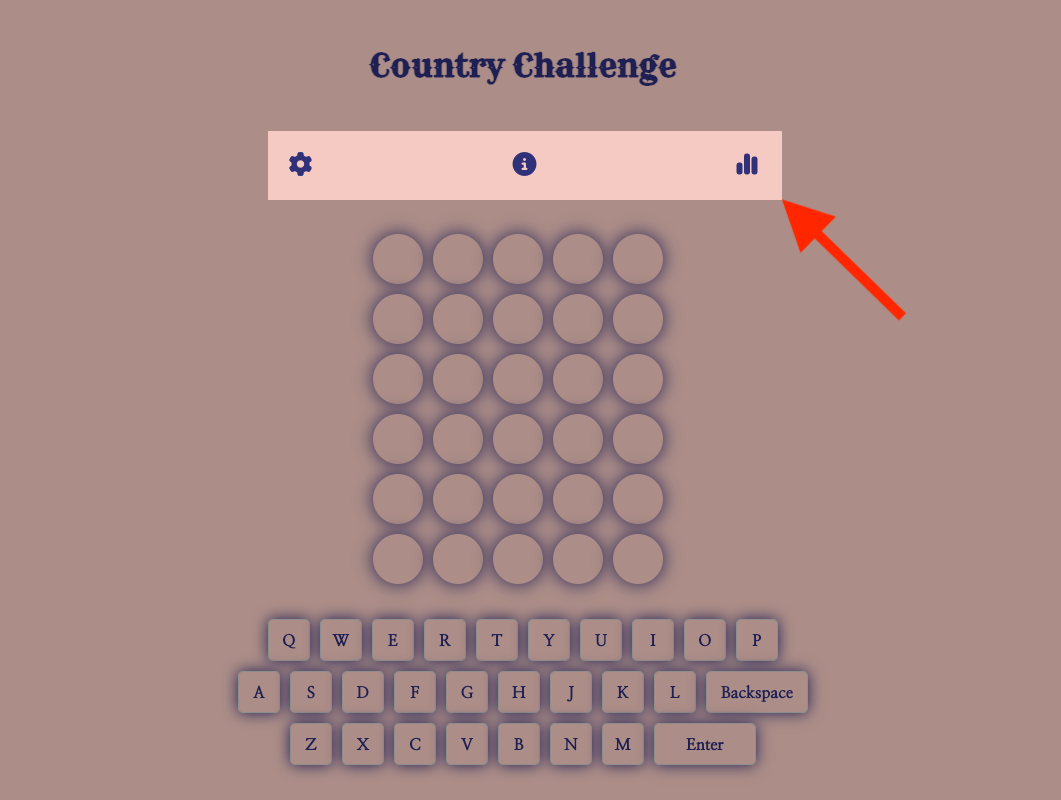 Country Challenge
Q W E R T Y U I O P
A S D F G H J K L Backspace
Z X C V B N M Enter